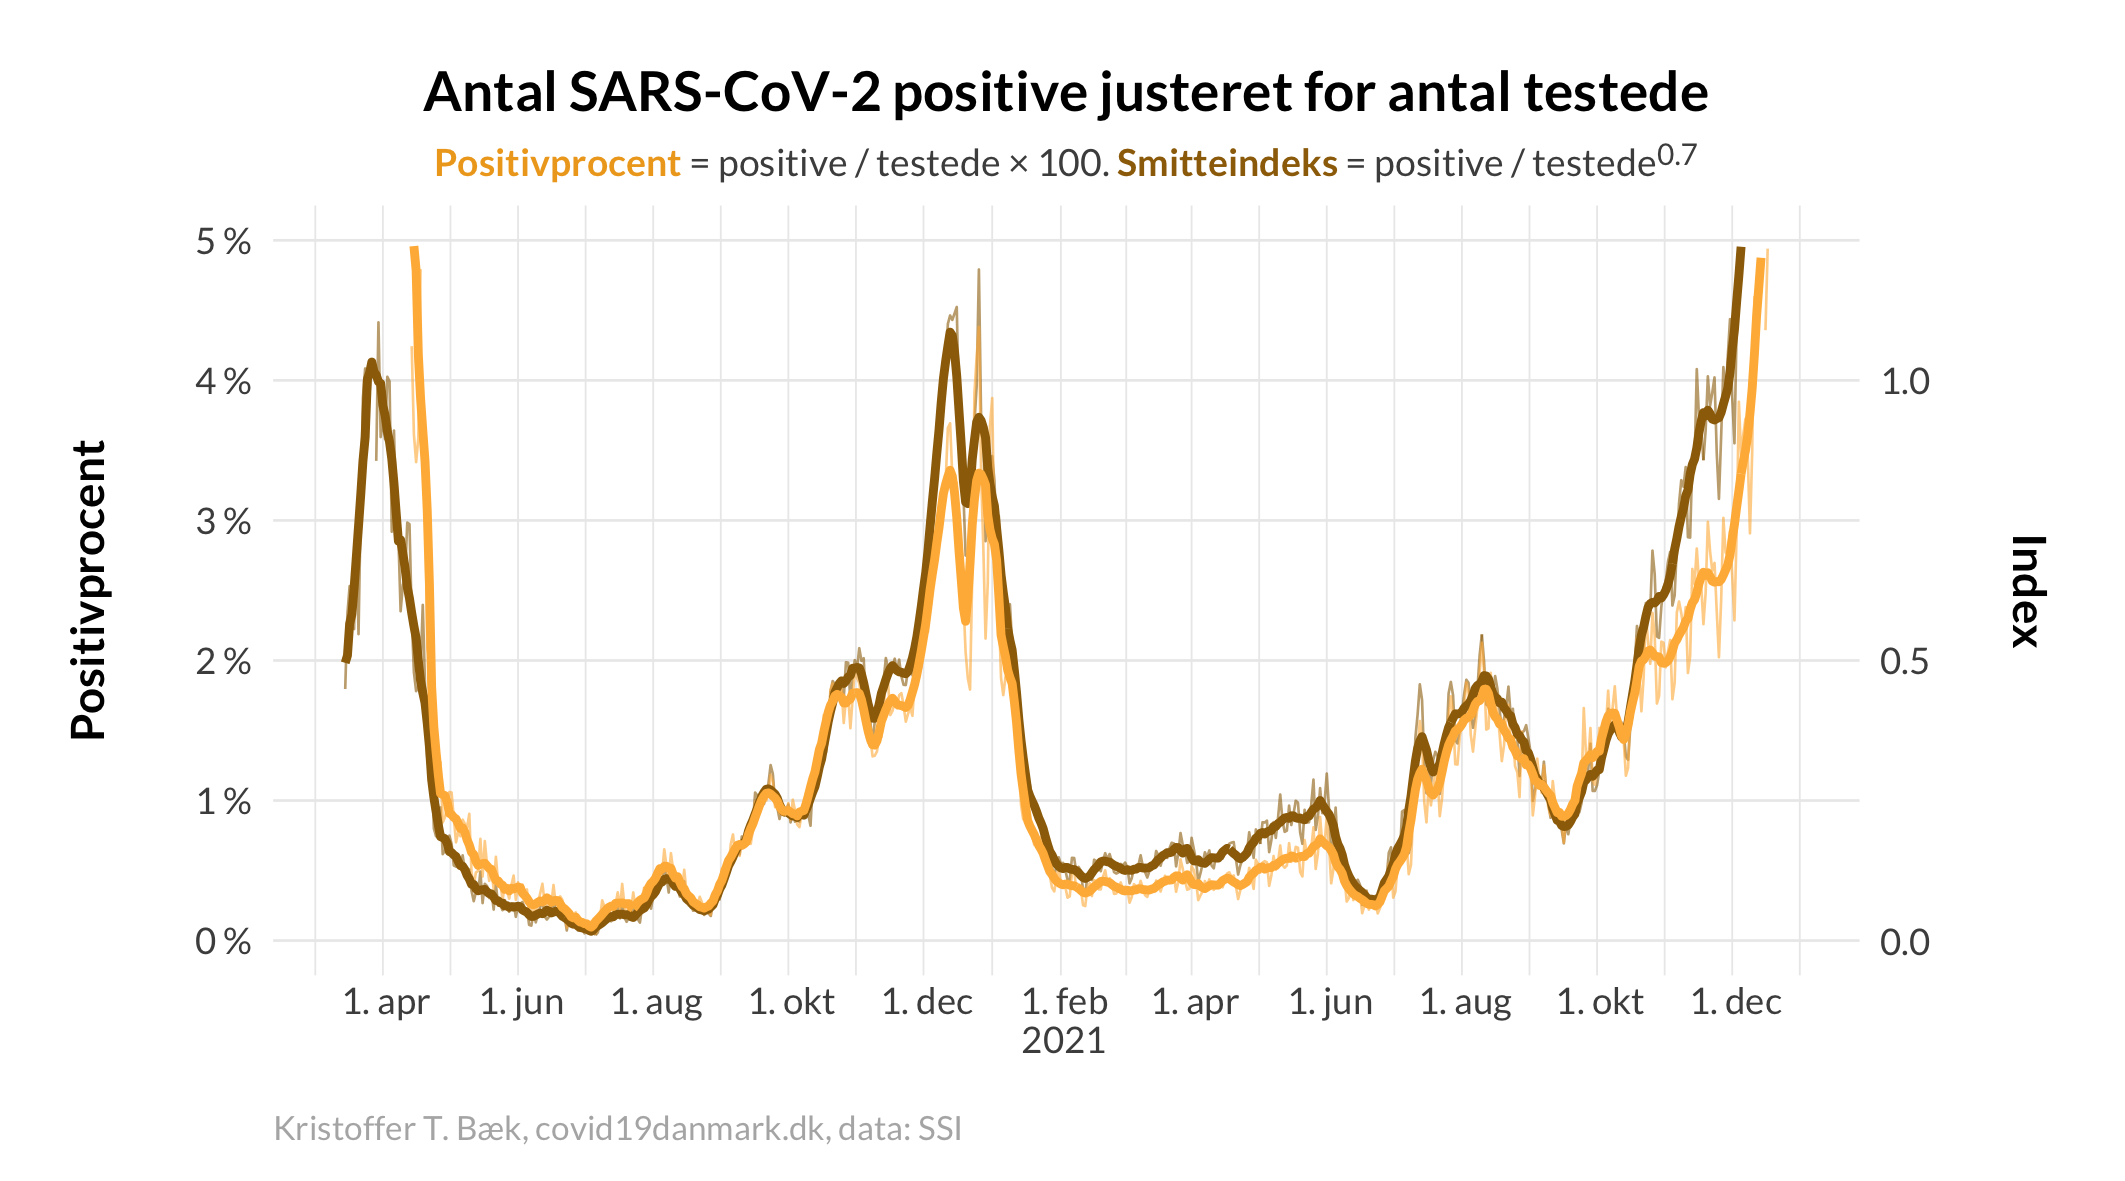 Antal SARS-CoV-2 positive justeret for antal testede
Positivprocent = positive / testede × 100. Smitteindeks = positive / testede^0.7
5 %
4 %
3 %
2 %
1 %
0 %
Positivprocent
1.0
0.5
0.0
Index
1. apr 1. jun 1. aug 1. okt 1. dec 1. feb 1. apr 1. jun 1. aug 1. okt 1. dec
2021
Kristoffer T. Bæk, covid19danmark.dk, data: SSI